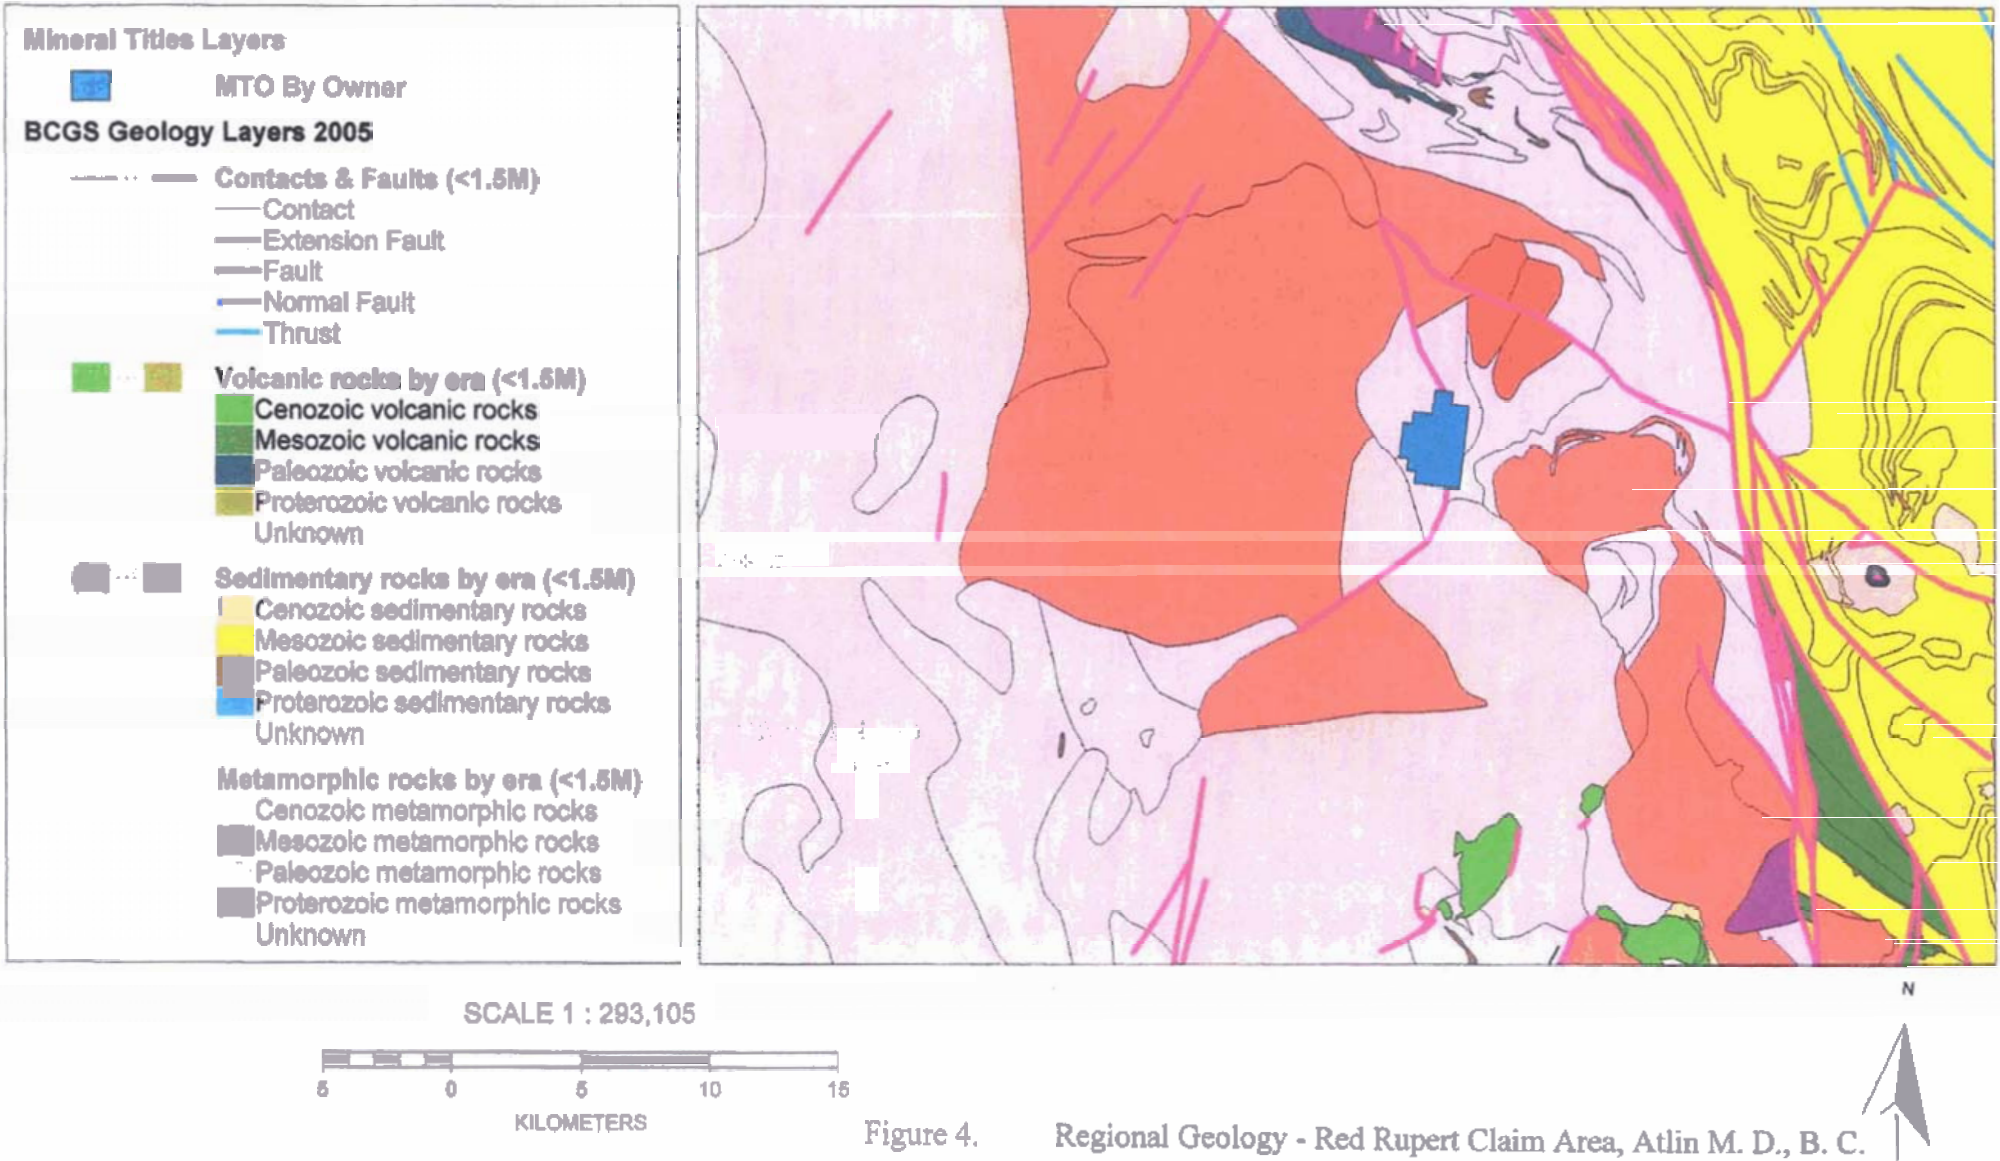 Mineral Titles Layers
MTO By Owner
BCGS Geology Layers 2005
Contacts & Faults (<1.5M)
Contact
Extension Fault
Fault
Normal Fault
Thrust
Volcanic rocks by era (<1.5M)
Cenozoic volcanic rocks
Mesozoic volcanic rocks
Paleozoic volcanic rocks
Proterozoic volcanic rocks
Unknown
Sedimentary rocks by era (<1.5M)
Cenozoic sedimentary rocks
Mesozoic sedimentary rocks
Paleozoic sedimentary rocks
Proterozoic sedimentary rocks
Unknown
Metamorphic rocks by era (<1.5M)
Cenozoic metamorphic rocks
Mesozoic metamorphic rocks
Paleozoic metamorphic rocks
Proterozoic metamorphic rocks
Unknown
SCALE 1 : 293,105
5 0 5 10 15
KILOMETERS
N
Figure 4. Regional Geology - Red Rupert Claim Area, Atlin M. D., B. C.